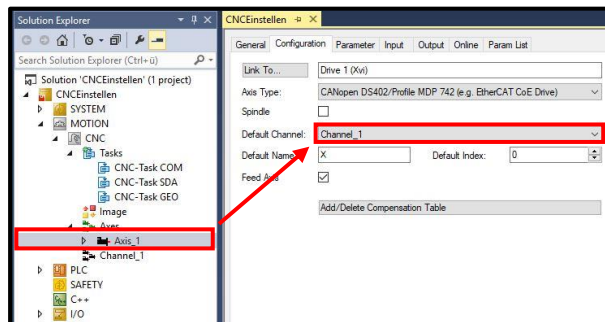 Solution Explorer
Search Solution Explorer (Ctrl+ü)
Solution 'CNCEinstellen' (1 project)
CNCEinstellen
SYSTEM
MOTION
CNC
Tasks
CNC-Task COM
CNC-Task SDA
CNC-Task GEO
Image
Axes
Axis_1
Channel_1
PLC
SAFETY
C++
I/O
CNCEinstellen
General Configuration Parameter Input Output Online Param List
Link To... Drive 1 (Xvi)
Axis Type: CANopen DS402/Profile MDP 742 (e.g. EtherCAT CoE Drive)
Spindle
Default Channel: Channel_1
Default Name: X Default Index: 0
Feed Axis
Add/Delete Compensation Table